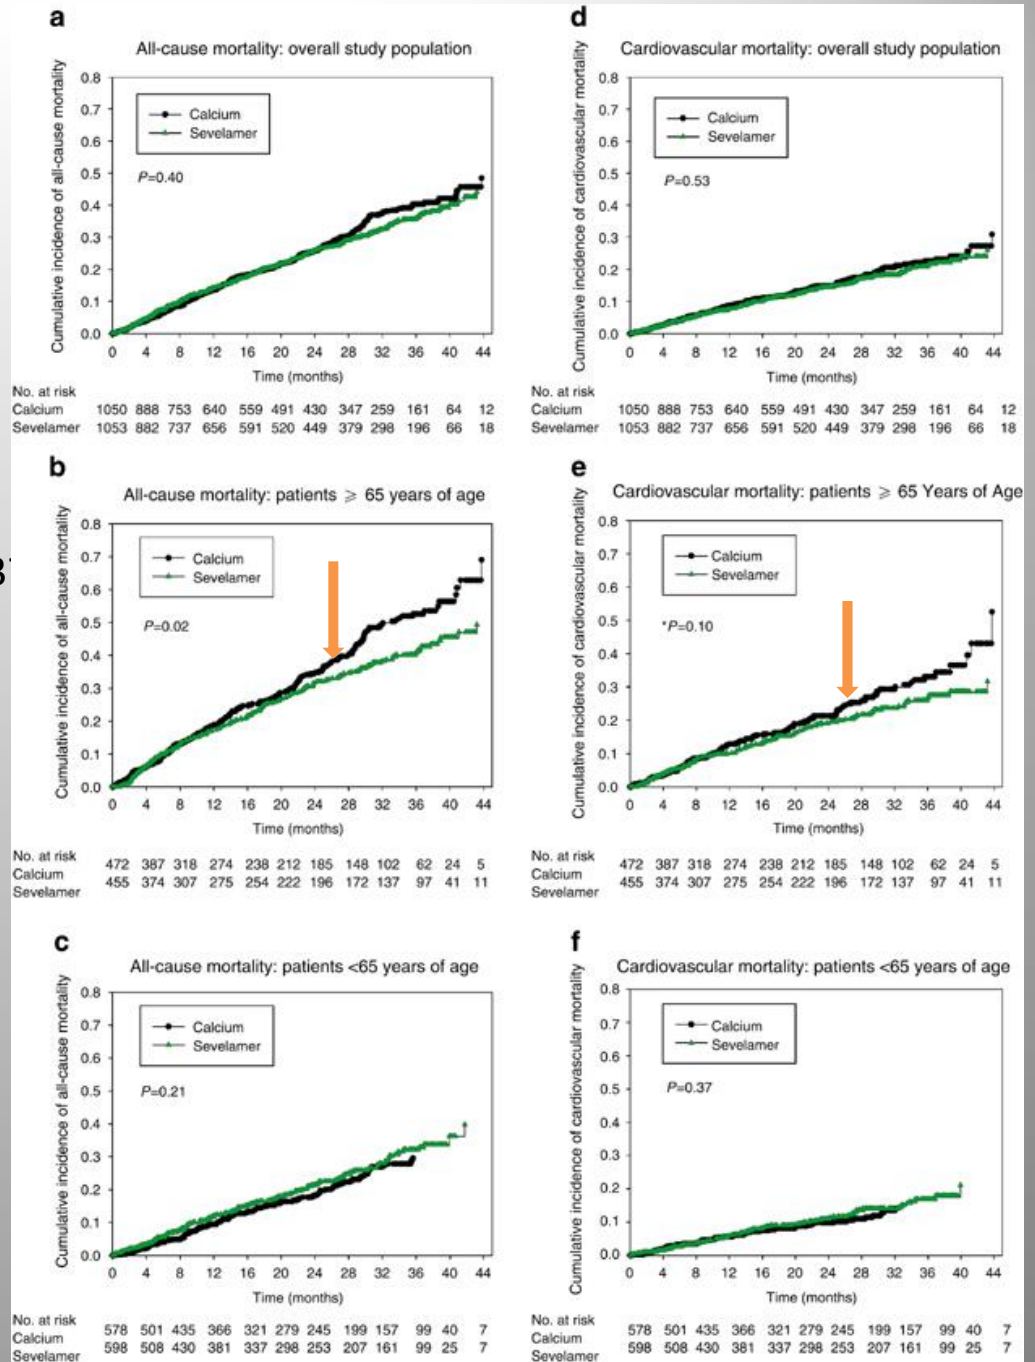 a
All-cause mortality: overall study population
Cumulative incidence of all-cause mortality
0.8
0.7
0.6
0.5
0.4
0.3
0.2
0.1
0.0
Calcium
Sevelamer
P=0.40
0 4 8 12 16 20 24 28 32 36 40 44
Time (months)
No. at risk
Calcium 1050 888 753 640 559 491 430 347 259 161 64 12
Sevelamer 1053 882 737 656 591 520 449 379 298 196 66 18
d
Cardiovascular mortality: overall study population
Cumulative incidence of cardiovascular mortality
0.8
0.7
0.6
0.5
0.4
0.3
0.2
0.1
0.0
Calcium
Sevelamer
P=0.53
0 4 8 12 16 20 24 28 32 36 40 44
Time (months)
No. at risk
Calcium 1050 888 753 640 559 491 430 347 259 161 64 12
Sevelamer 1053 882 737 656 591 520 449 379 298 196 66 18
b
All-cause mortality: patients ⩾ 65 years of age
Cumulative incidence of all-cause mortality
0.8
0.7
0.6
0.5
0.4
0.3
0.2
0.1
0.0
Calcium
Sevelamer
P=0.02
0 4 8 12 16 20 24 28 32 36 40 44
Time (months)
No. at risk
Calcium 472 387 318 274 238 212 185 148 102 62 24 5
Sevelamer 455 374 307 275 254 222 196 172 137 97 41 11
e
Cardiovascular mortality: patients ⩾ 65 Years of Age
Cumulative incidence of cardiovascular mortality
0.8
0.7
0.6
0.5
0.4
0.3
0.2
0.1
0.0
Calcium
Sevelamer
*P=0.10
0 4 8 12 16 20 24 28 32 36 40 44
Time (months)
No. at risk
Calcium 472 387 318 274 238 212 185 148 102 62 24 5
Sevelamer 455 374 307 275 254 222 196 172 137 97 41 11
c
All-cause mortality: patients <65 years of age
Cumulative incidence of all-cause mortality
0.8
0.7
0.6
0.5
0.4
0.3
0.2
0.1
0.0
Calcium
Sevelamer
P=0.21
0 4 8 12 16 20 24 28 32 36 40 44
Time (months)
No. at risk
Calcium 578 501 435 366 321 279 245 199 157 99 40 7
Sevelamer 598 508 430 381 337 298 253 207 161 99 25 7
f
Cardiovascular mortality: patients <65 years of age
Cumulative incidence of cardiovascular mortality
0.8
0.7
0.6
0.5
0.4
0.3
0.2
0.1
0.0
Calcium
Sevelamer
P=0.37
0 4 8 12 16 20 24 28 32 36 40 44
Time (months)
No. at risk
Calcium 578 501 435 366 321 279 245 199 157 99 40 7
Sevelamer 598 508 430 381 337 298 253 207 161 99 25 7